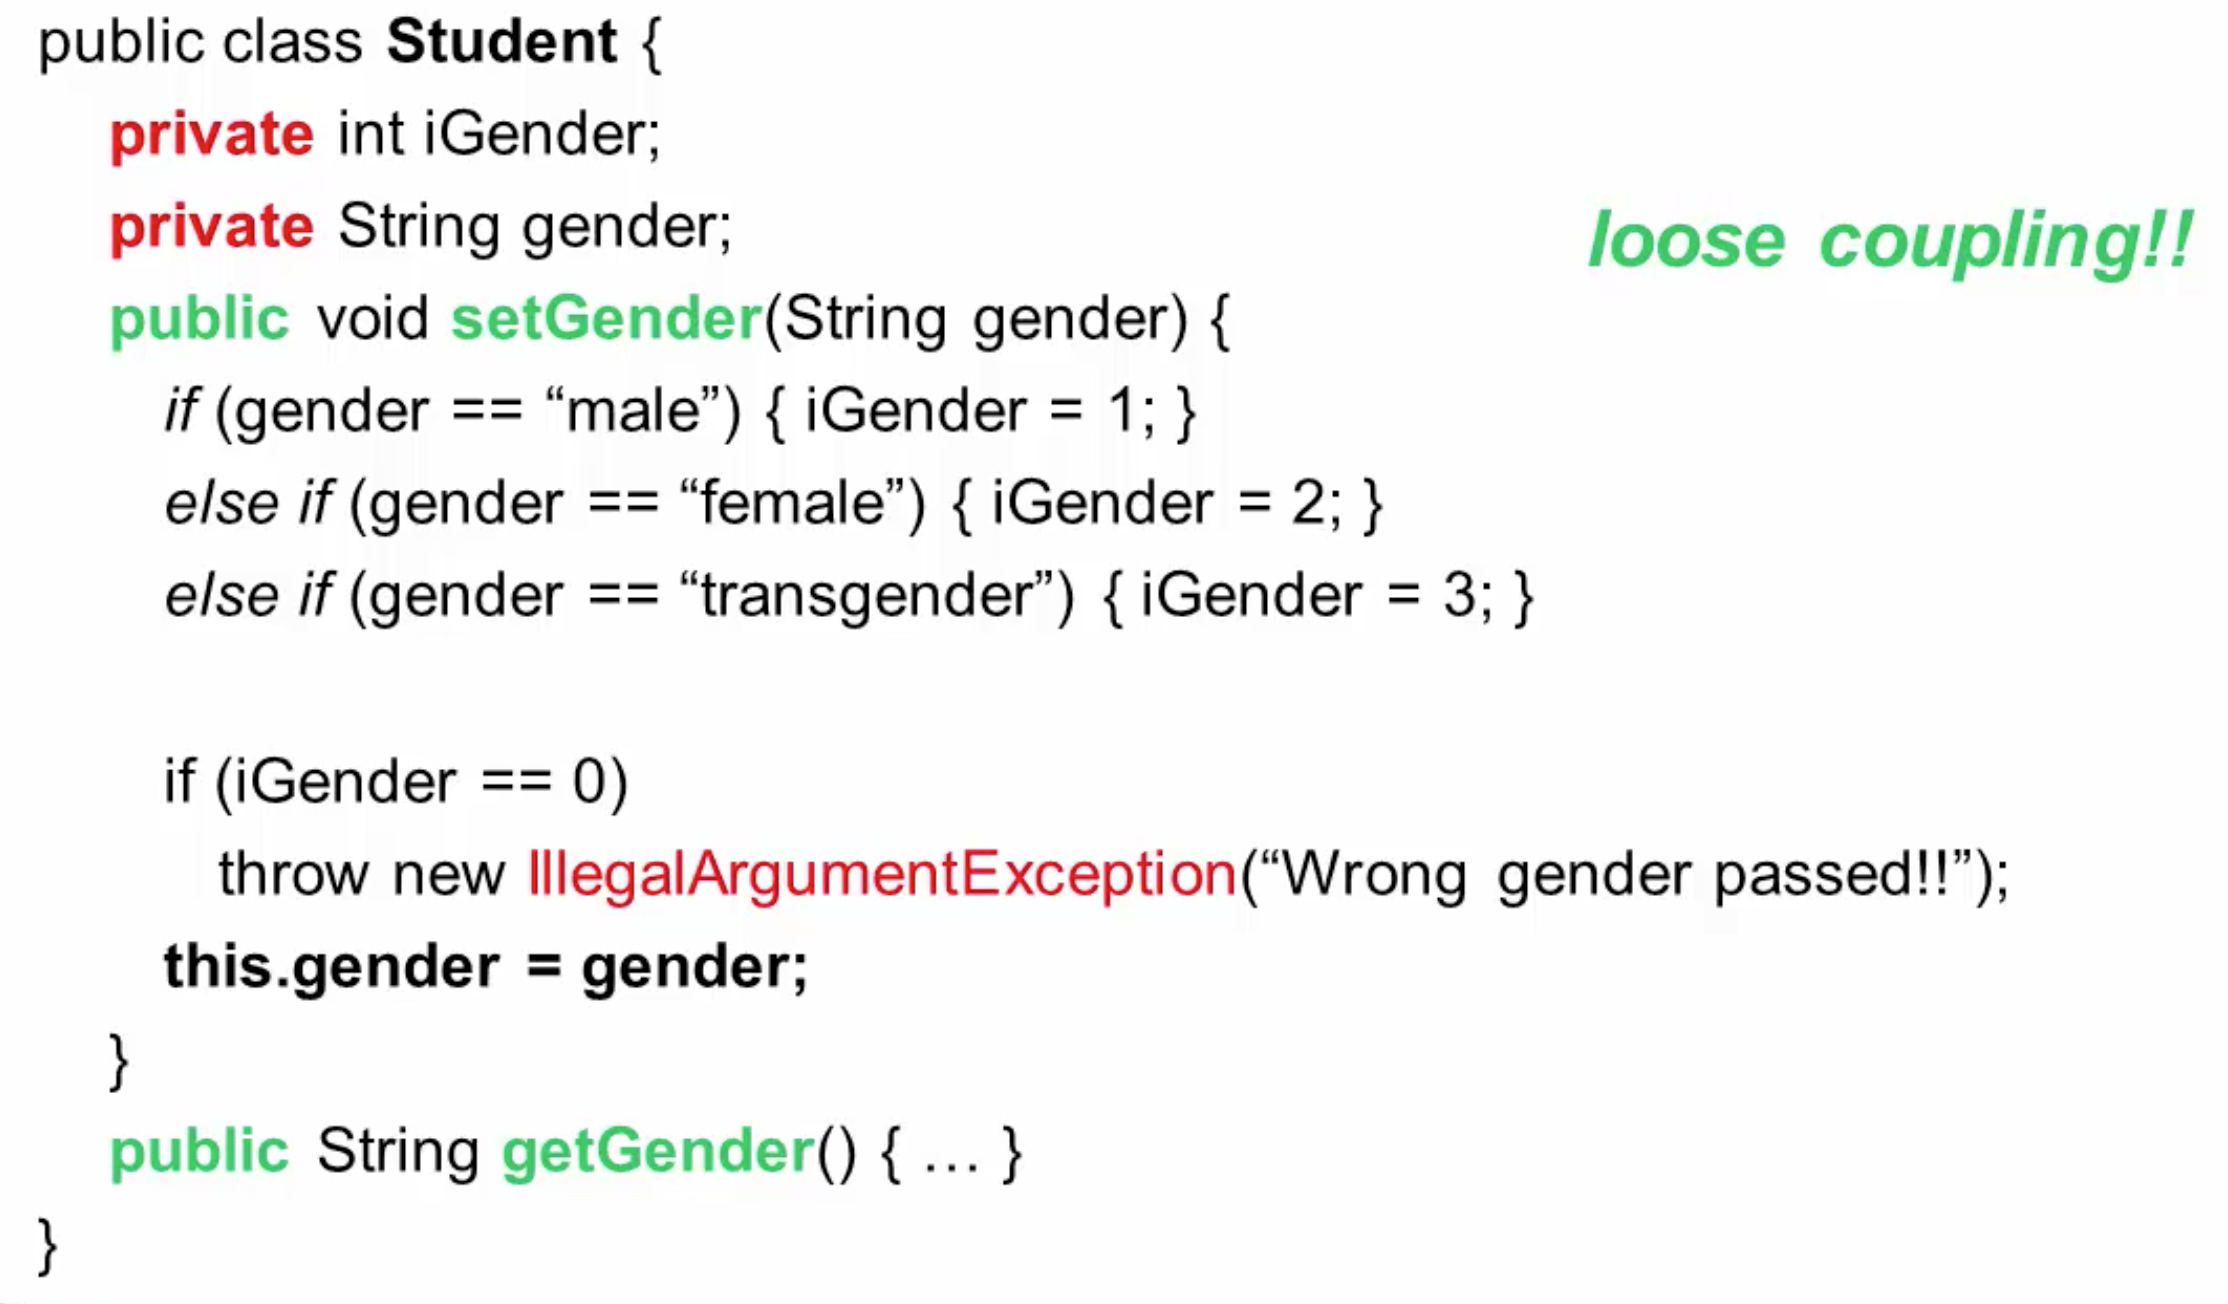 public class Student {
private int iGender;
private String gender;
loose coupling!!
public void setGender(String gender) {
if (gender == “male”) { iGender = 1; }
else if (gender == “female”) { iGender = 2; }
else if (gender == “transgender”) { iGender = 3; }
if (iGender == 0)
throw new IllegalArgumentException(“Wrong gender passed!!”);
this.gender = gender;
}
public String getGender() { ... }
}